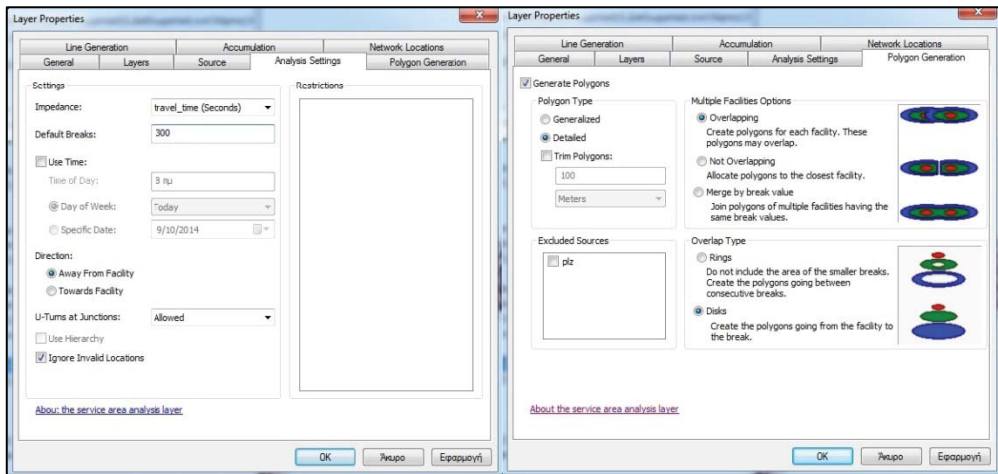 Layer Properties
Line Generation
Accumulation
Network Locations
General
Layers
Source
Analysis Settings
Polygon Generation
Settings
Impedance:
travel_time (Seconds)
Default Breaks:
300
Use Time:
Time of Day:
8 πμ
Day of Week:
Today
Specific Date:
9/10/2014
Direction:
Away From Facility
Towards Facility
U-Turns at Junctions:
Allowed
Use Hierarchy
Ignore Invalid Locations
Restrictions
About the service area analysis layer
OK
Άκυρο
Εφαρμογή
Layer Properties
Line Generation
Accumulation
Network Locations
General
Layers
Source
Analysis Settings
Polygon Generation
Generate Polygons
Polygon Type
Generalized
Detailed
Trim Polygons:
100
Meters
Multiple Facilities Options
Overlapping
Create polygons for each facility. These
polygons may overlap.
Not Overlapping
Allocate polygons to the closest facility.
Merge by break value
Join polygons of multiple facilities having the
same break values.
Excluded Sources
plz
Overlap Type
Rings
Do not include the area of the smaller breaks.
Create the polygons going between
consecutive breaks.
Disks
Create the polygons going from the facility to
the break.
About the service area analysis layer
OK
Άκυρο
Εφαρμογή